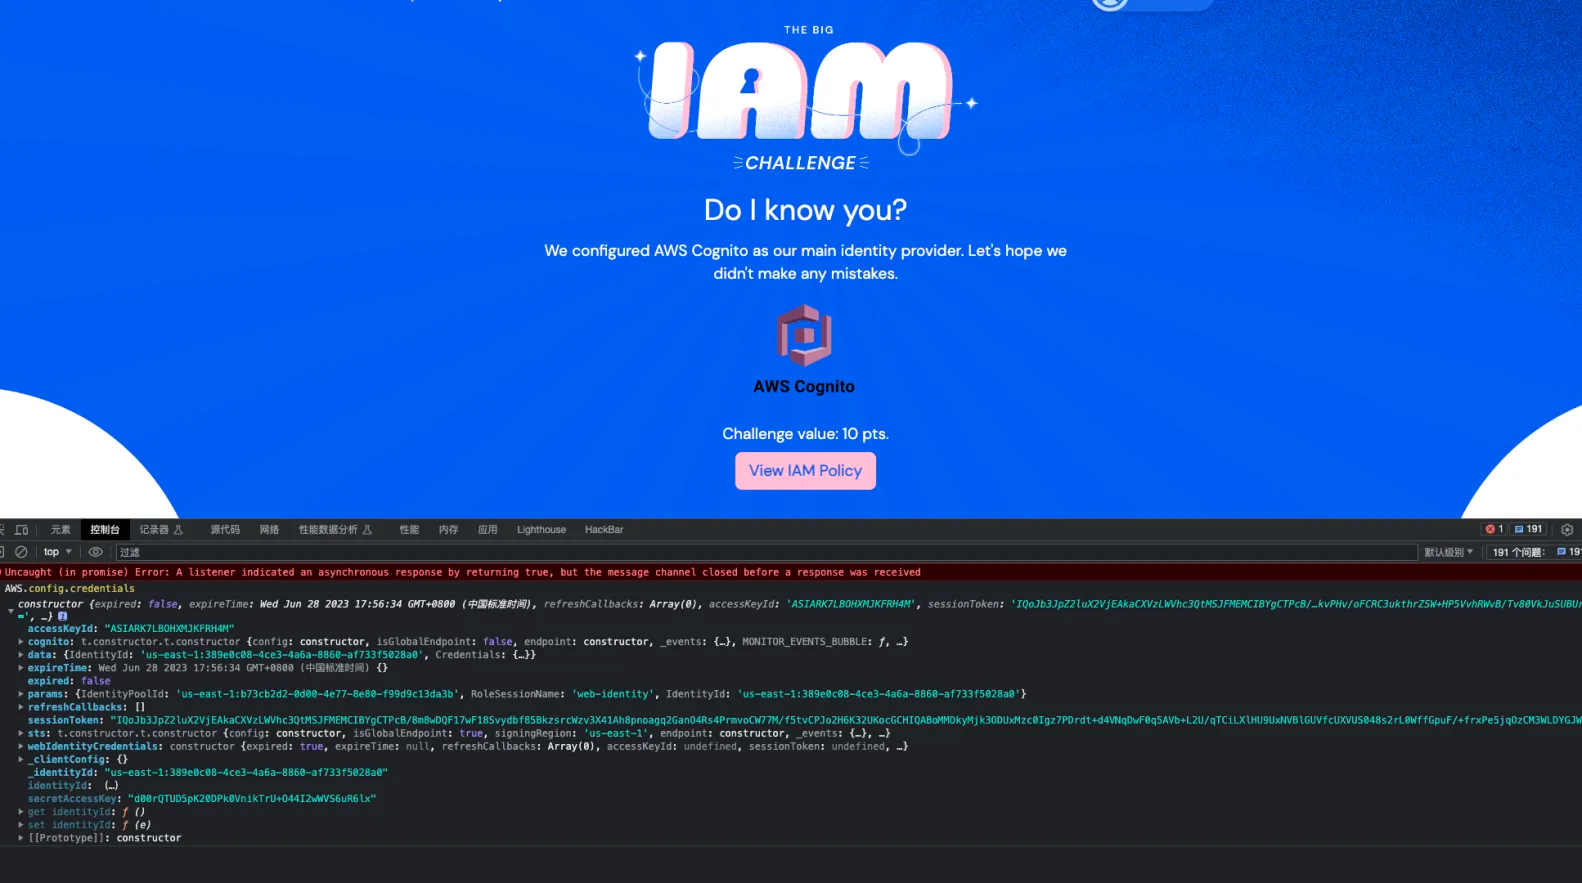 THE BIG
IAM
CHALLENGE
Do I know you?
We configured AWS Cognito as our main identity provider. Let's hope we
didn't make any mistakes.
AWS Cognito
Challenge value: 10 pts.
View IAM Policy
元素 控制台 记录器 源代码 网络 性能数据分析 性能 内存 应用 Lighthouse HackBar 1 191
top 过滤 默认级别 191 个问题: 191
Uncaught (in promise) Error: A listener indicated an asynchronous response by returning true, but the message channel closed before a response was received
AWS.config.credentials
constructor {expired: false, expireTime: Wed Jun 28 2023 17:56:34 GMT+0800 (中国标准时间), refreshCallbacks: Array(0), accessKeyId: 'ASIARK7LBOHXMJKFRH4M', sessionToken: 'IQoJb3JpZ2luX2VjEAkaCXVzLWVhc3QtMSJFMEMCIBYgCTPcB/…kvPHv/oFCRC3ukthrZSW+HP5VvhRWvB/Tv80VkJuSUBUr
=', …}
accessKeyId: "ASIARK7LBOHXMJKFRH4M"
cognito: t.constructor.t.constructor {config: constructor, isGlobalEndpoint: false, endpoint: constructor, _events: {…}, MONITOR_EVENTS_BUBBLE: ƒ, …}
data: {IdentityId: 'us-east-1:389e0c08-4ce3-4a6a-8860-af733f5028a0', Credentials: {…}}
expireTime: Wed Jun 28 2023 17:56:34 GMT+0800 (中国标准时间) {}
expired: false
params: {IdentityPoolId: 'us-east-1:b73cb2d2-0d00-4e77-8e80-f99d9c13da3b', RoleSessionName: 'web-identity', IdentityId: 'us-east-1:389e0c08-4ce3-4a6a-8860-af733f5028a0'}
refreshCallbacks: []
sessionToken: "IQoJb3JpZ2luX2VjEAkaCXVzLWVhc3QtMSJFMEMCIBYgCTPcB/8m8wDQF17wF18Svydbf85BkzsrcWzv3X41Ah8pnoagq2GanO4Rs4PrmvoCW77M/f5tvCPJo2H6K32UKocGCHIQABoMMDkyMjk3ODUxMzc0Igz7PDrdt+d4VNqDwF0q5AVb+L2U/qTCiLXlHU9UxNVBlGUVfcUXVUS048s2rL0WffGpuF/+frxPe5jqOzCM3WLDYGJW
sts: t.constructor.t.constructor {config: constructor, isGlobalEndpoint: true, signingRegion: 'us-east-1', endpoint: constructor, _events: {…}, …}
webIdentityCredentials: constructor {expired: true, expireTime: null, refreshCallbacks: Array(0), accessKeyId: undefined, sessionToken: undefined, …}
_clientConfig: {}
_identityId: "us-east-1:389e0c08-4ce3-4a6a-8860-af733f5028a0"
identityId: (…)
secretAccessKey: "d00rQTUD5pK20DPk0VnikTrU+O44I2wWVS6uR6lx"
get identityId: ƒ ()
set identityId: ƒ (e)
[[Prototype]]: constructor